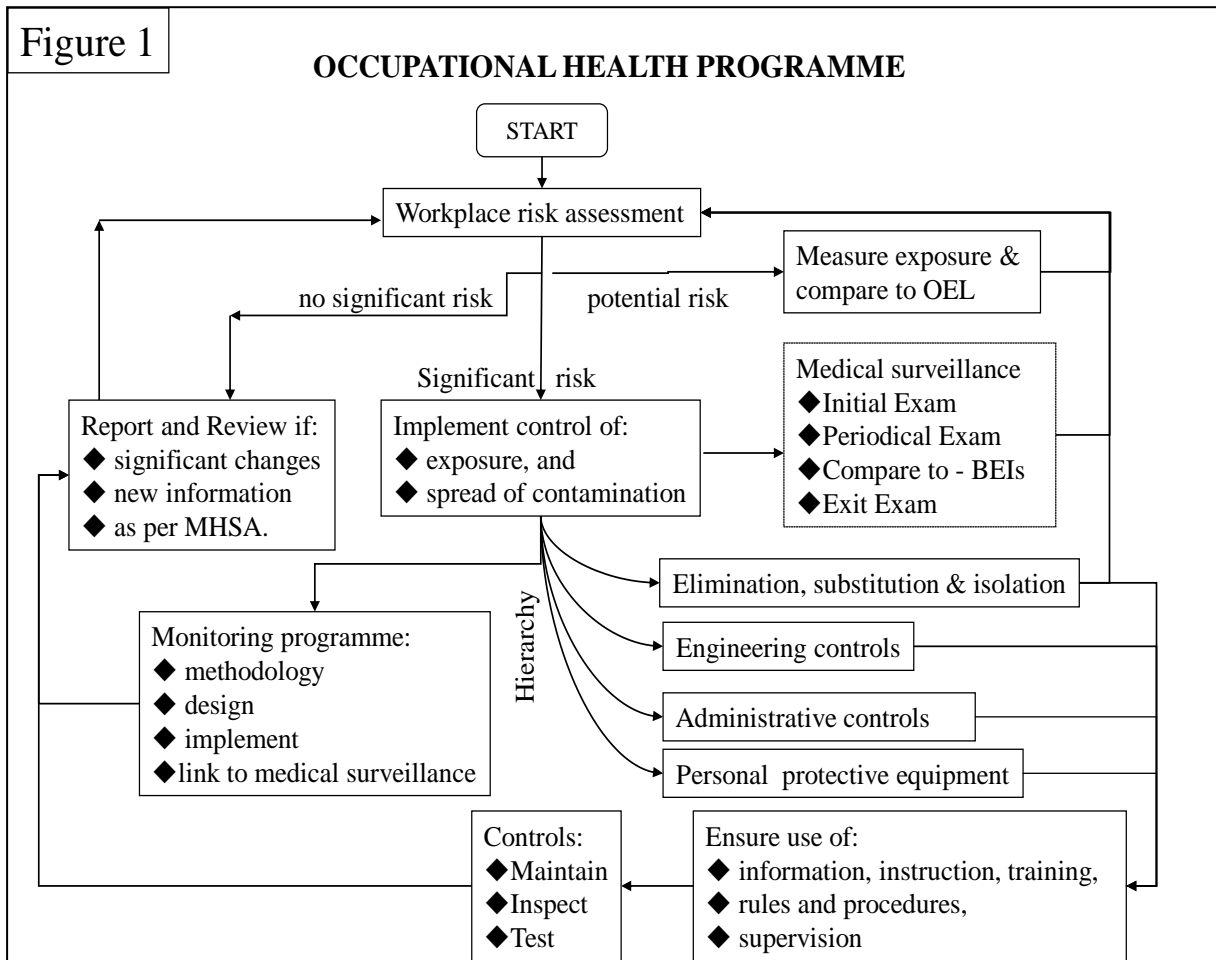 Figure 1
OCCUPATIONAL HEALTH PROGRAMME
START
Workplace risk assessment
Measure exposure &
compare to OEL
no significant risk
potential risk
Significant risk
Medical surveillance
◆Initial Exam
◆Periodical Exam
◆Compare to - BEIs
◆Exit Exam
Report and Review if:
◆ significant changes
◆ new information
◆ as per MHSA.
Implement control of:
◆ exposure, and
◆ spread of contamination
Hierarchy
Elimination, substitution & isolation
Engineering controls
Administrative controls
Personal protective equipment
Monitoring programme:
◆ methodology
◆ design
◆ implement
◆link to medical surveillance
Controls:
◆Maintain
◆Inspect
◆Test
Ensure use of:
◆ information, instruction, training,
◆ rules and procedures,
◆ supervision